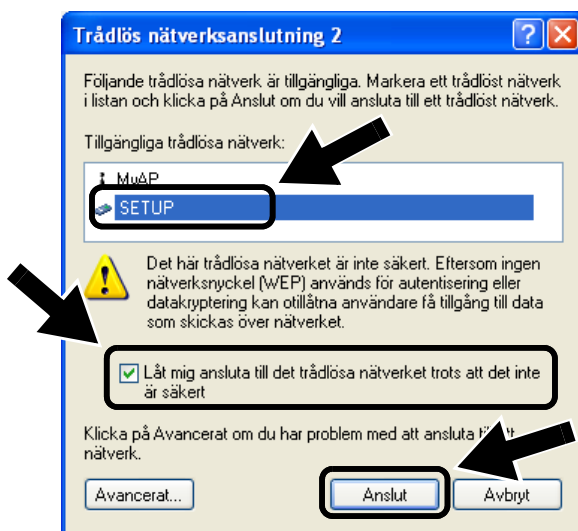 Trådlös nätverksanslutning 2
Följande trådlösa nätverk är tillgängliga. Markera ett trådlöst nätverk
i listan och klicka på Anslut om du vill ansluta till ett trådlöst nätverk.
Tillgängliga trådlösa nätverk:
MyAP
SETUP
Det här trådlösa nätverket är inte säkert. Eftersom ingen
nätverksnyckel (WEP) används för autentisering eller
datakryptering kan otillåtna användare få tillgång till data
som skickas över nätverket.
Låt mig ansluta till det trådlösa nätverket trots att det inte
är säkert
Klicka på Avancerat om du har problem med att ansluta
nätverk.
Avancerat...
Anslut
Avbryt